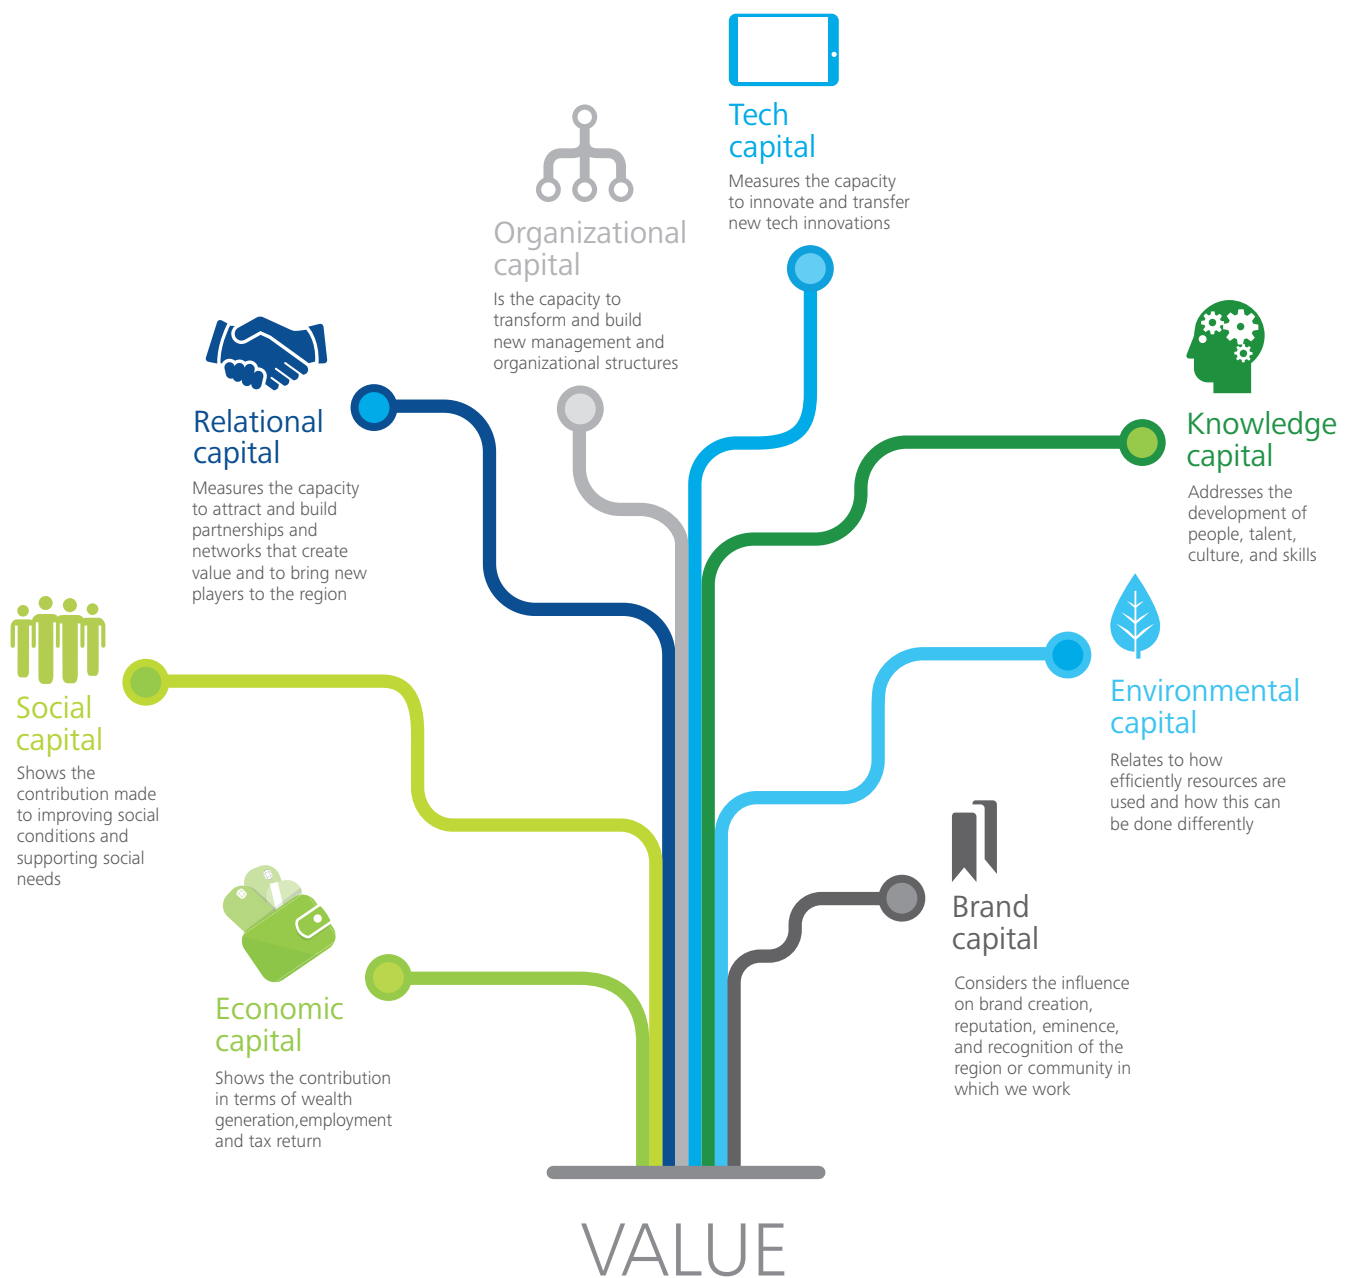 Tech
capital
Measures the capacity
to innovate and transfer
new tech innovations
Organizational
capital
Is the capacity to
transform and build
new management and
organizational structures
Relational
capital
Measures the capacity
to attract and build
partnerships and
networks that create
value and to bring new
players to the region
Knowledge
capital
Addresses the
development of
people, talent,
culture, and skills
Social
capital
Shows the
contribution made
to improving social
conditions and
supporting social
needs
Environmental
capital
Relates to how
efficiently resources are
used and how this can
be done differently
Brand
capital
Considers the influence
on brand creation,
reputation, eminence,
and recognition of the
region or community in
which we work
Economic
capital
Shows the contribution
in terms of wealth
generation,employment
and tax return
VALUE